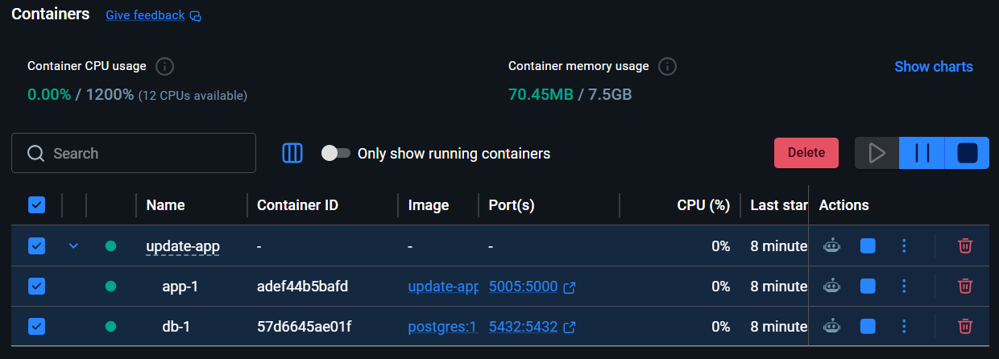 Containers Give feedback
Container CPU usage
Container memory usage
Show charts
0.00% / 1200% (12 CPUs available)
70.45MB / 7.5GB
Search
Only show running containers
Delete
Name Container ID Image Port(s) CPU (%) Last star Actions
update-app - - - 0% 8 minute
app-1 adef44b5bafd update-app 5005:5000 0% 8 minute
db-1 57d6645ae01f postgres:1 5432:5432 0% 8 minute